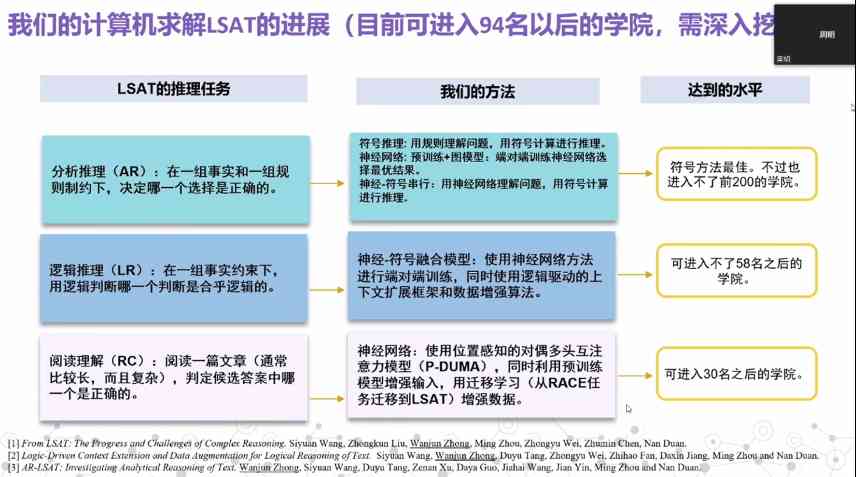 我们的计算机求解LSAT的进展（目前可进入94名以后的学院，需深入挖
周明
LSAT的推理任务
我们的方法
达到的水平
分析推理（AR）：在一组事实和一组规
则制约下，决定哪一个选择是正确的。
符号推理: 用规则理解问题，用符号计算进行推理。
神经网络: 预训练+图模型：端对端训练神经网络选
择最优结果。
神经-符号串行：用神经网络理解问题，用符号计算
进行推理。
符号方法最佳。不过也
进入不了前200的学院。
逻辑推理（LR）：在一组事实约束下，
用逻辑判断哪一个判断是合乎逻辑的。
神经-符号融合模型：使用神经网络方法
进行端对端训练，同时使用逻辑驱动的上
下文扩展框架和数据增强算法。
可进入不了58名之后的
学院。
阅读理解（RC）：阅读一篇文章（通常
比较长，而且复杂），判定候选答案中哪
一个是正确的。
神经网络：使用位置感知的对偶多头互注
意力模型（P-DUMA），同时利用预训练
模型增强输入，用迁移学习（从RACE任
务迁移到LSAT）增强数据。
可进入30名之后的学院。
[1] From LSAT: The Progress and Challenges of Complex Reasoning. Siyuan Wang, Zhongkun Liu, Wanjun Zhong, Ming Zhou, Zhongyu Wei, Zhumin Chen, Nan Duan.
[2] Logic-Driven Context Extension and Data Augmentation for Logical Reasoning of Text. Siyuan Wang, Wanjun Zhong, Duyu Tang, Zhongyu Wei, Zhihao Fan, Daxin Jiang, Ming Zhou and Nan Duan.
[3] AR-LSAT: Investigating Analytical Reasoning of Text. Wanjun Zhong, Siyuan Wang, Duyu Tang, Zenan Xu, Daya Guo, Jiahai Wang, Jian Yin, Ming Zhou and Nan Duan.